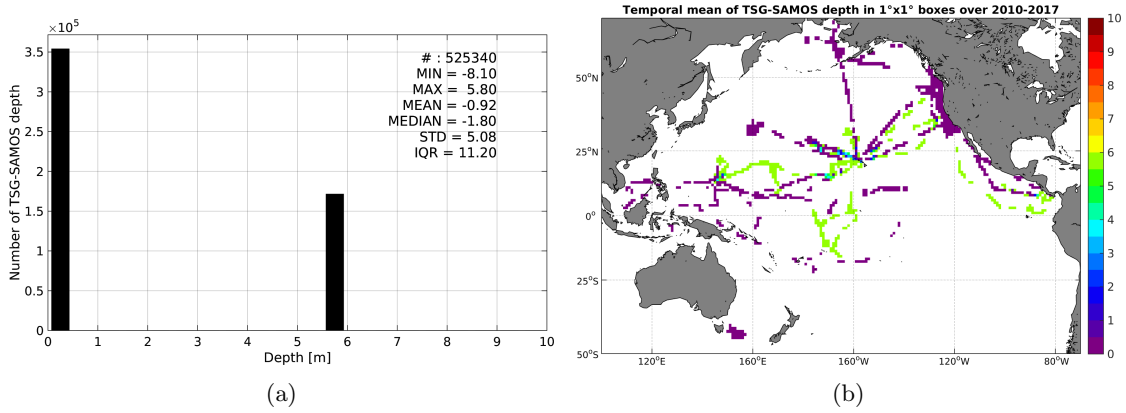 ×10⁵
3.5
3
2.5
2
1.5
1
0.5
0
0 1 2 3 4 5 6 7 8 9 10
Number of TSG-SAMOS depth
Depth [m]
# : 525340
MIN = -8.10
MAX = 5.80
MEAN = -0.92
MEDIAN = -1.80
STD = 5.08
IQR = 11.20
(a)
Temporal mean of TSG-SAMOS depth in 1°x1° boxes over 2010-2017
50°N
25°N
0°
25°S
50°S
120°E 160°E 160°W 120°W 80°W
10
9
8
7
6
5
4
3
2
1
0
(b)